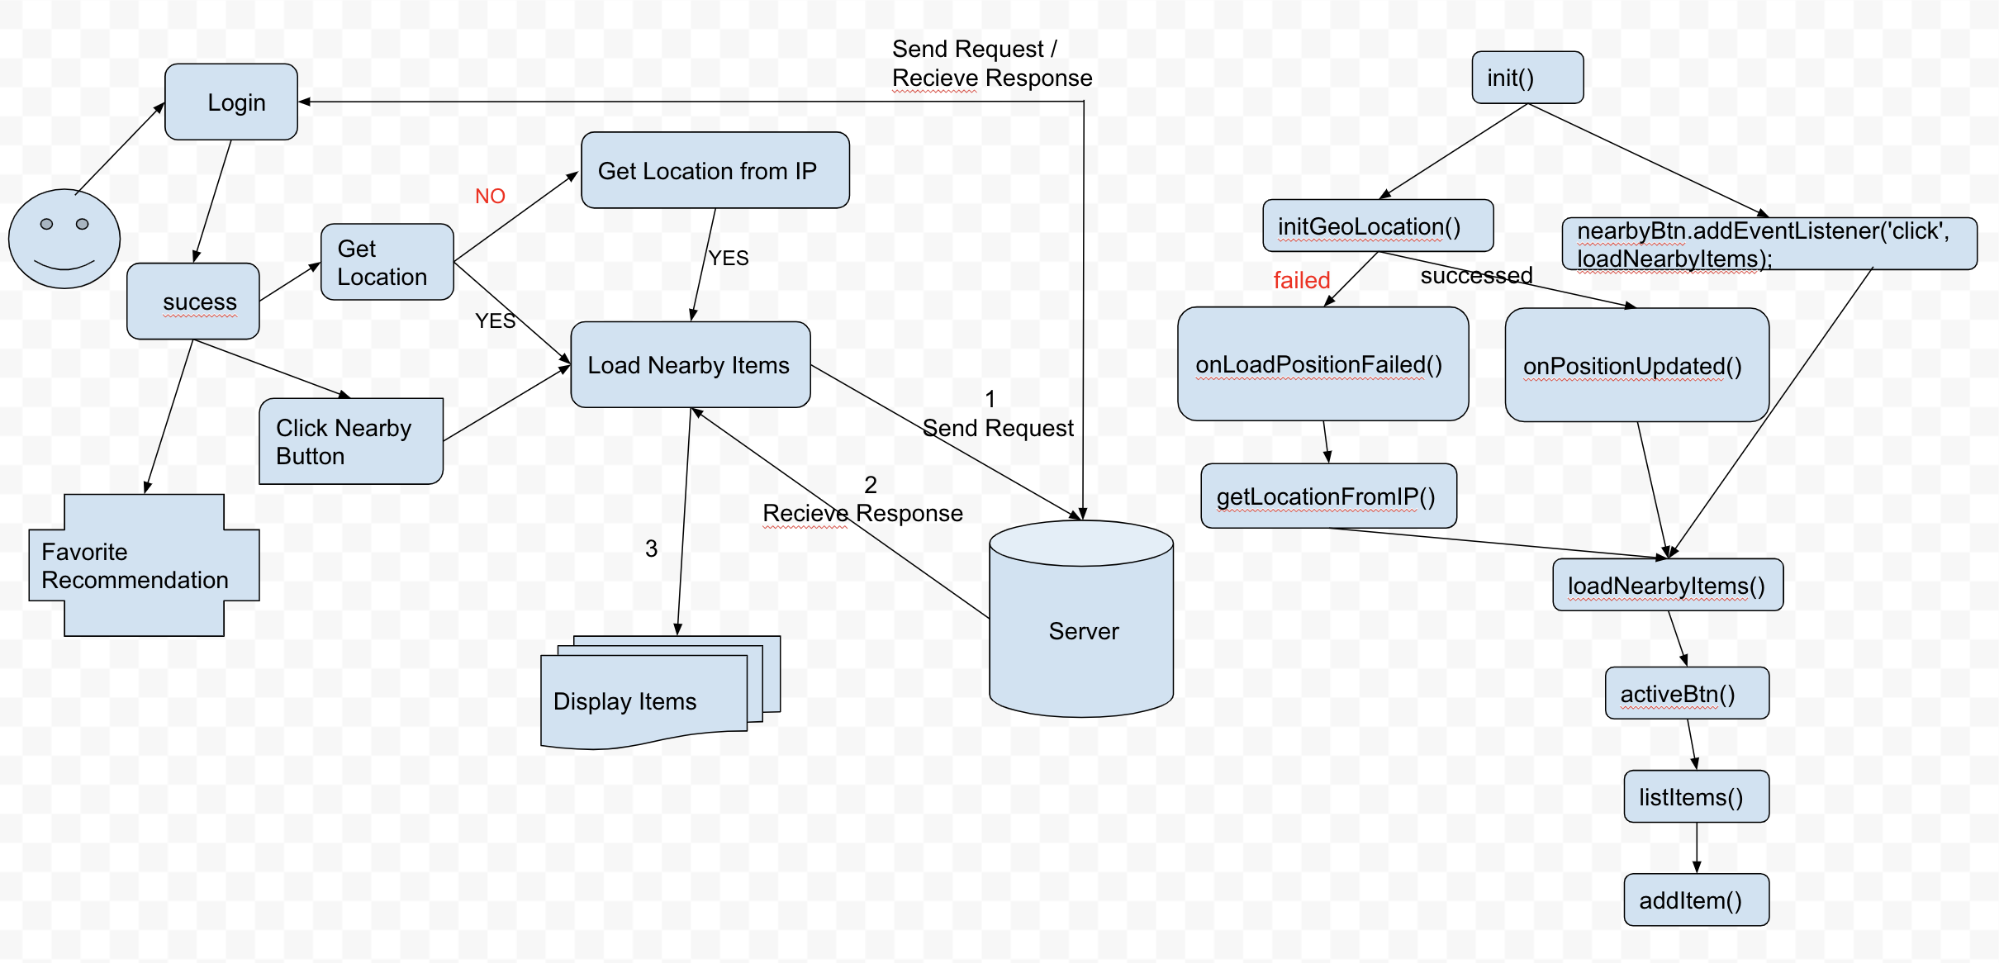 Send Request /
Recieve Response
Login
Get Location from IP
NO
Get
Location
YES
sucess
YES
Load Nearby Items
Click Nearby
Button
1
Send Request
2
Recieve Response
3
Favorite
Recommendation
Display Items
Server
init()
initGeoLocation()
nearbyBtn.addEventListener('click',
loadNearbyItems);
failed
successed
onLoadPositionFailed()
onPositionUpdated()
getLocationFromIP()
loadNearbyItems()
activeBtn()
listItems()
addItem()